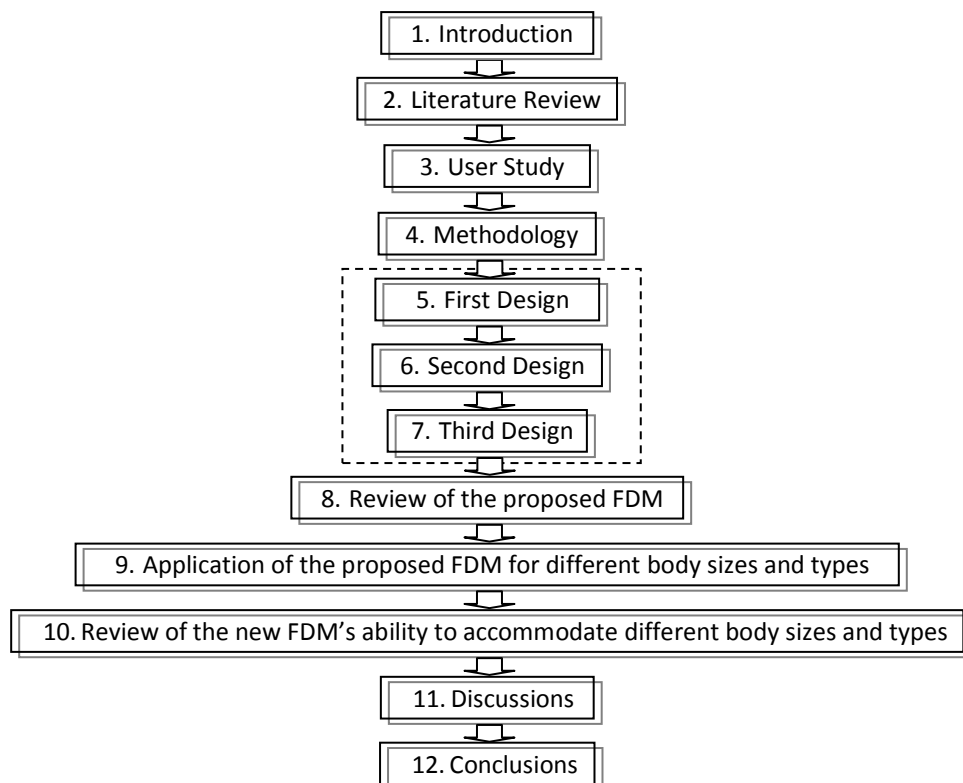 1. Introduction
2. Literature Review
3. User Study
4. Methodology
5. First Design
6. Second Design
7. Third Design
8. Review of the proposed FDM
9. Application of the proposed FDM for different body sizes and types
10. Review of the new FDM's ability to accommodate different body sizes and types
11. Discussions
12. Conclusions